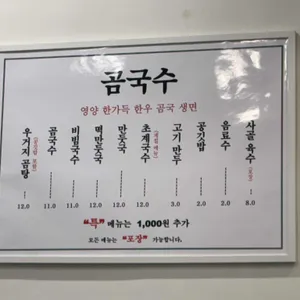 곰국수
영양 한가득 한우 곰국 생면
우거지 곰탕 12.0
곰국수 11.0
비빔국수 11.0
떡만둣국 12.0
만둣국 12.0
초계국수 12.0
고기만두 3.0
공깃밥 2.0
음료수 2.0
사골 육수 8.0
"특" 메뉴는 1,000원 추가
모든 메뉴는 "포장" 가능합니다.